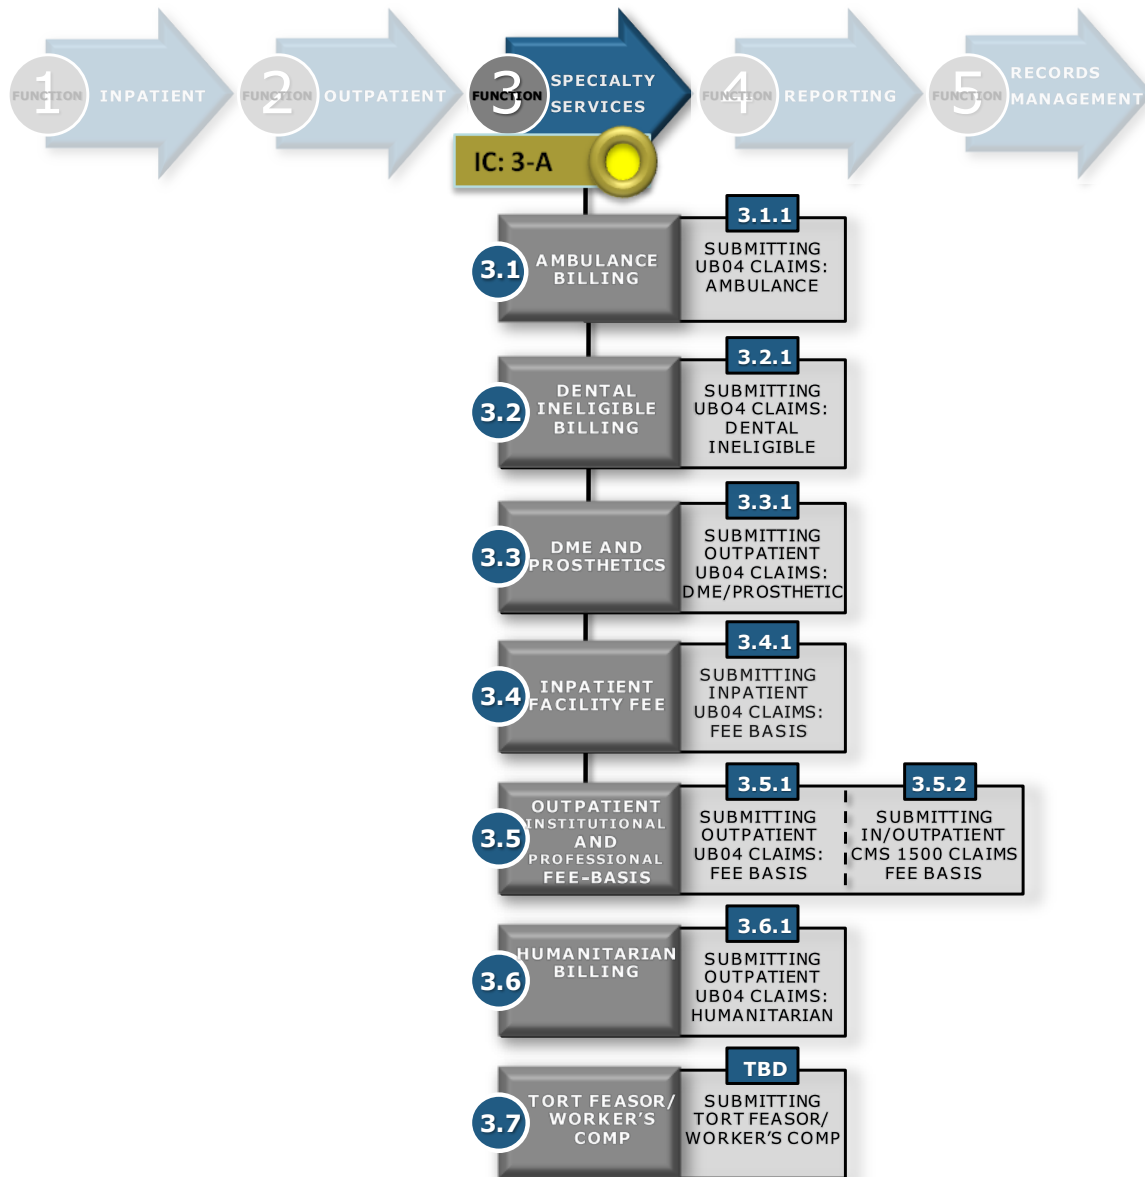 1
FUNCTION
INPATIENT
2
FUNCTION
OUTPATIENT
3
FUNCTION
SPECIALTY
SERVICES
4
FUNCTION
REPORTING
5
FUNCTION
RECORDS
MANAGEMENT
IC: 3-A
3.1
AMBULANCE
BILLING
3.1.1
SUBMITTING
UB04 CLAIMS:
AMBULANCE
3.2
DENTAL
INELIGIBLE
BILLING
3.2.1
SUBMITTING
UBO4 CLAIMS:
DENTAL
INELIGIBLE
3.3
DME AND
PROSTHETICS
3.3.1
SUBMITTING
OUTPATIENT
UB04 CLAIMS:
DME/PROSTHETIC
3.4
INPATIENT
FACILITY FEE
3.4.1
SUBMITTING
INPATIENT
UB04 CLAIMS:
FEE BASIS
3.5
OUTPATIENT
INSTITUTIONAL
AND
PROFESSIONAL
FEE-BASIS
3.5.1
SUBMITTING
OUTPATIENT
UB04 CLAIMS:
FEE BASIS
3.5.2
SUBMITTING
IN/OUTPATIENT
CMS 1500 CLAIMS
FEE BASIS
3.6
HUMANITARIAN
BILLING
3.6.1
SUBMITTING
OUTPATIENT
UB04 CLAIMS:
HUMANITARIAN
3.7
TORT FEASOR/
WORKER'S
COMP
TBD
SUBMITTING
TORT FEASOR/
WORKER'S COMP